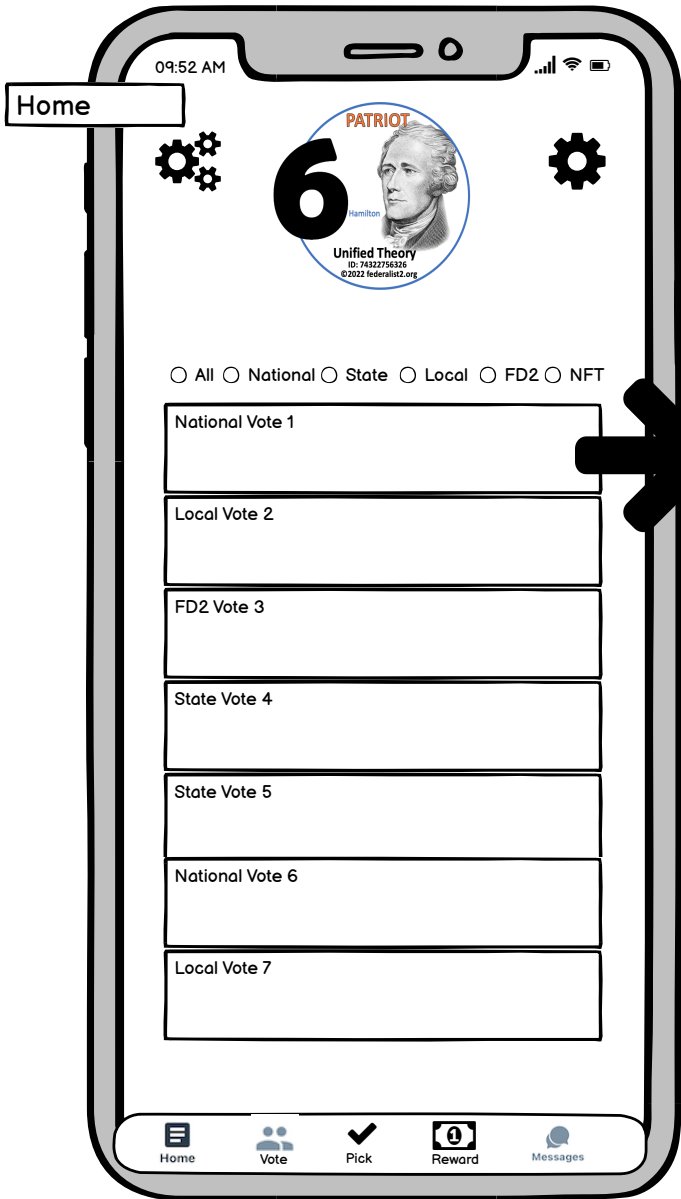 09:52 AM
Home
PATRIOT
6
Hamilton
Unified Theory
ID: 74322756326
©2022 federalist2.org
All National State Local FD2 NFT
National Vote 1
Local Vote 2
FD2 Vote 3
State Vote 4
State Vote 5
National Vote 6
Local Vote 7
1
Home Vote Pick Reward Messages